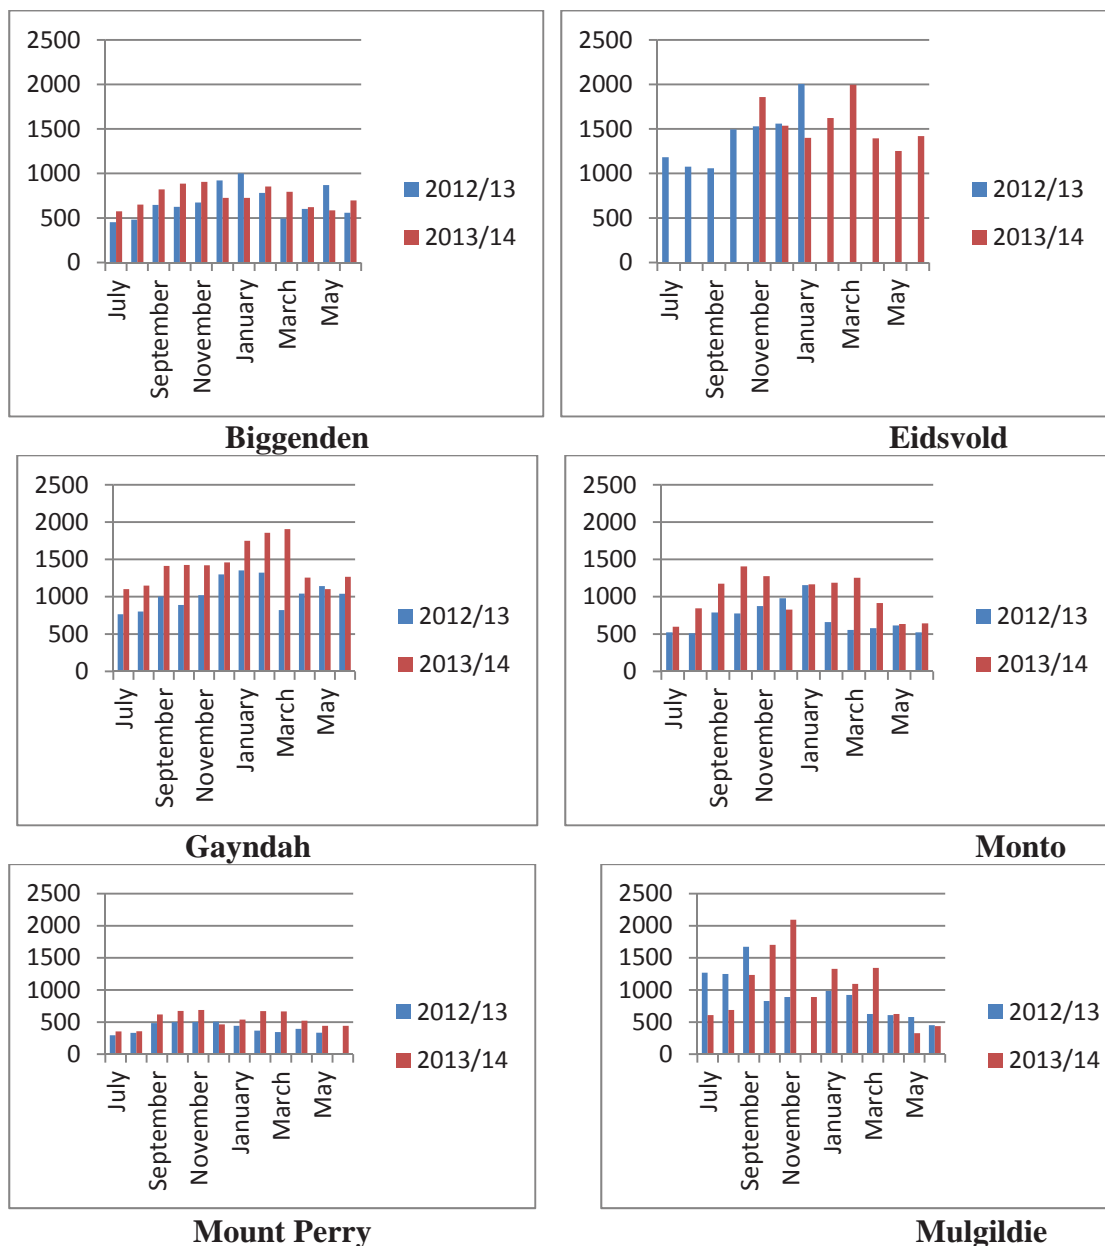 2500
2000
1500
1000
500
0
July
September
November
January
March
May
2012/13
2013/14
Biggenden
2500
2000
1500
1000
500
0
July
September
November
January
March
May
2012/13
2013/14
Eidsvold
2500
2000
1500
1000
500
0
July
September
November
January
March
May
2012/13
2013/14
Gayndah
2500
2000
1500
1000
500
0
July
September
November
January
March
May
2012/13
2013/14
Monto
2500
2000
1500
1000
500
0
July
September
November
January
March
May
2012/13
2013/14
Mount Perry
2500
2000
1500
1000
500
0
July
September
November
January
March
May
2012/13
2013/14
Mulgildie